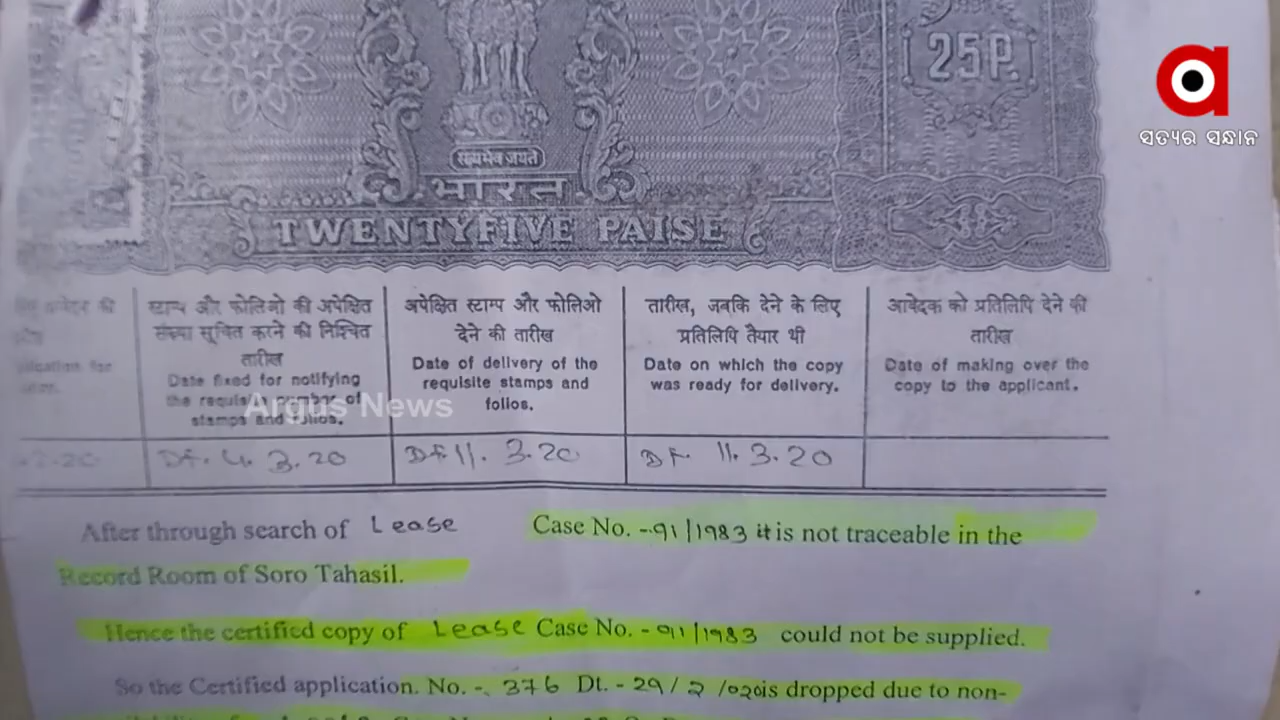 25P.
ସତ୍ୟର ସନ୍ଧାନ
सत्यमेव जयते
भारत
TWENTYFIVE PAISE
स्टाम्प और फोलिओ की अपेक्षित
संख्या सूचित करने की निश्चित
तारीख
Date fixed for notifying
the requisite number of
stamps and folios.
अपेक्षित स्टाम्प और फोलिओ
देने की तारीख
Date of delivery of the
requisite stamps and
folios.
तारीख, जबकि देने के लिए
प्रतिलिपि तैयार थी
Date on which the copy
was ready for delivery.
आवेदक को प्रतिलिपि देने की
तारीख
Date of making over the
copy to the applicant.
Argus News
Dt. 4. 3.20
Dt. 11. 3.20
Dt. 11.3.20
After through search of Lease Case No. -91/1983 it is not traceable in the
Record Room of Soro Tahasil.
Hence the certified copy of Lease Case No. -91/1983 could not be supplied.
So the Certified application. No.- 376 Dt. - 29/2/020 is dropped due to non-